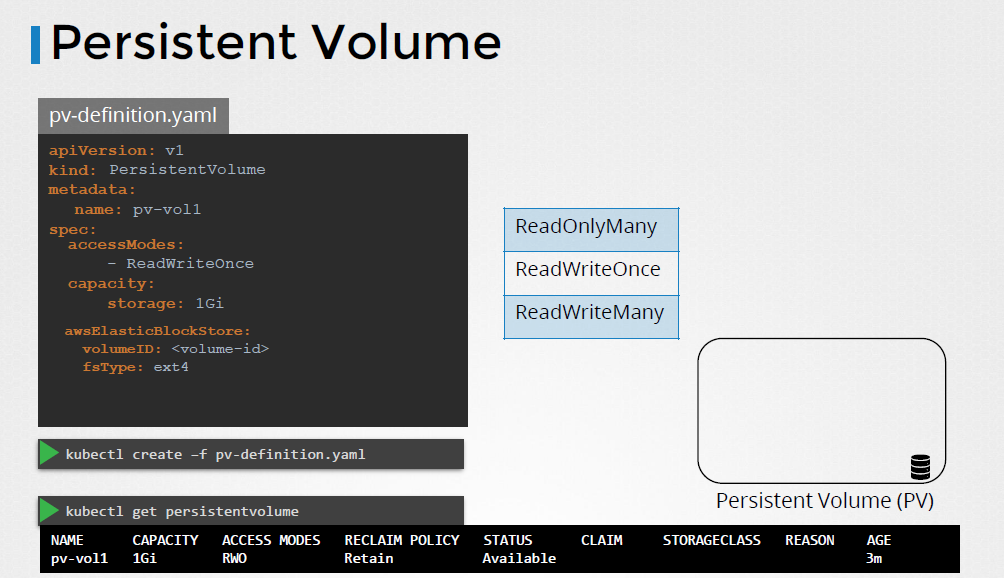 Persistent Volume
pv-definition.yaml
apiVersion: v1
kind: PersistentVolume
metadata:
name: pv-vol1
spec:
accessModes:
- ReadWriteOnce
capacity:
storage: 1Gi
awsElasticBlockStore:
volumeID: <volume-id>
fsType: ext4
ReadOnlyMany
ReadWriteOnce
ReadWriteMany
Persistent Volume (PV)
kubectl create –f pv-definition.yaml
kubectl get persistentvolume
NAME CAPACITY ACCESS MODES RECLAIM POLICY STATUS CLAIM STORAGECLASS REASON AGE
pv-vol1 1Gi RWO Retain Available 3m